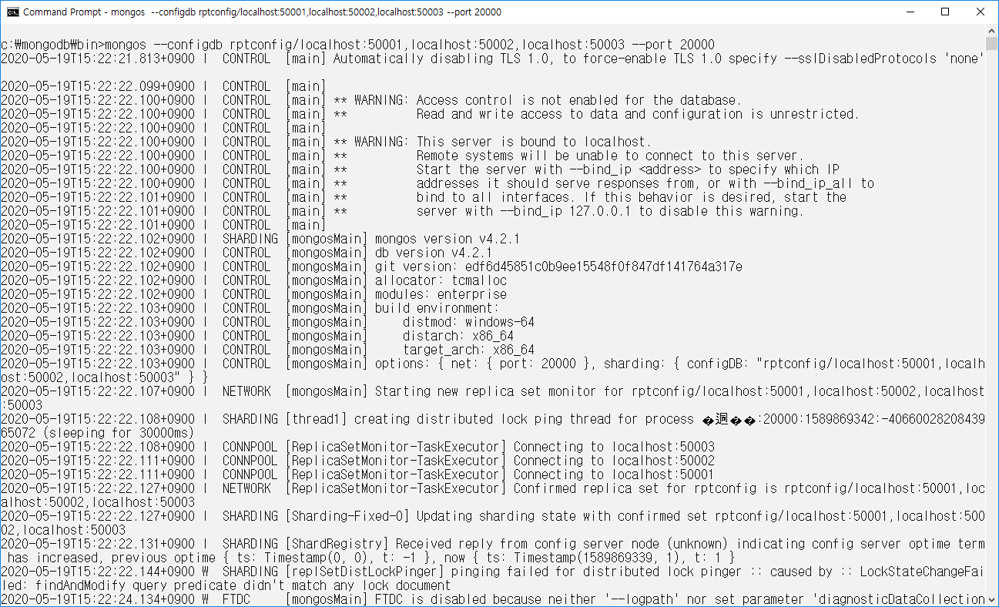 Command Prompt - mongos  --configdb rptconfig/localhost:50001,localhost:50002,localhost:50003 --port 20000
c:\mongodb\bin>mongos --configdb rptconfig/localhost:50001,localhost:50002,localhost:50003 --port 20000
2020-05-19T15:22:21.813+0900 I  CONTROL  [main] Automatically disabling TLS 1.0, to force-enable TLS 1.0 specify --sslDisabledProtocols 'none'
2020-05-19T15:22:22.099+0900 I  CONTROL  [main]
2020-05-19T15:22:22.100+0900 I  CONTROL  [main] ** WARNING: Access control is not enabled for the database.
2020-05-19T15:22:22.100+0900 I  CONTROL  [main] **          Read and write access to data and configuration is unrestricted.
2020-05-19T15:22:22.100+0900 I  CONTROL  [main]
2020-05-19T15:22:22.100+0900 I  CONTROL  [main] ** WARNING: This server is bound to localhost.
2020-05-19T15:22:22.100+0900 I  CONTROL  [main] **          Remote systems will be unable to connect to this server.
2020-05-19T15:22:22.100+0900 I  CONTROL  [main] **          Start the server with --bind_ip <address> to specify which IP
2020-05-19T15:22:22.100+0900 I  CONTROL  [main] **          addresses it should serve responses from, or with --bind_ip_all to
2020-05-19T15:22:22.101+0900 I  CONTROL  [main] **          bind to all interfaces. If this behavior is desired, start the
2020-05-19T15:22:22.101+0900 I  CONTROL  [main] **          server with --bind_ip 127.0.0.1 to disable this warning.
2020-05-19T15:22:22.101+0900 I  CONTROL  [main]
2020-05-19T15:22:22.102+0900 I  SHARDING [mongosMain] mongos version v4.2.1
2020-05-19T15:22:22.102+0900 I  CONTROL  [mongosMain] db version v4.2.1
2020-05-19T15:22:22.102+0900 I  CONTROL  [mongosMain] git version: edf6d45851c0b9ee15548f0f847df141764a317e
2020-05-19T15:22:22.102+0900 I  CONTROL  [mongosMain] allocator: tcmalloc
2020-05-19T15:22:22.102+0900 I  CONTROL  [mongosMain] modules: enterprise
2020-05-19T15:22:22.103+0900 I  CONTROL  [mongosMain] build environment:
2020-05-19T15:22:22.103+0900 I  CONTROL  [mongosMain]     distmod: windows-64
2020-05-19T15:22:22.103+0900 I  CONTROL  [mongosMain]     distarch: x86_64
2020-05-19T15:22:22.103+0900 I  CONTROL  [mongosMain]     target_arch: x86_64
2020-05-19T15:22:22.103+0900 I  CONTROL  [mongosMain] options: { net: { port: 20000 }, sharding: { configDB: "rptconfig/localhost:50001,localh
ost:50002,localhost:50003" } }
2020-05-19T15:22:22.107+0900 I  NETWORK  [mongosMain] Starting new replica set monitor for rptconfig/localhost:50001,localhost:50002,localhost
:50003
2020-05-19T15:22:22.108+0900 I  SHARDING [thread1] creating distributed lock ping thread for process �逈��:20000:1589869342:-40660028208439
65072 (sleeping for 30000ms)
2020-05-19T15:22:22.108+0900 I  CONNPOOL [ReplicaSetMonitor-TaskExecutor] Connecting to localhost:50003
2020-05-19T15:22:22.111+0900 I  CONNPOOL [ReplicaSetMonitor-TaskExecutor] Connecting to localhost:50002
2020-05-19T15:22:22.111+0900 I  CONNPOOL [ReplicaSetMonitor-TaskExecutor] Connecting to localhost:50001
2020-05-19T15:22:22.127+0900 I  NETWORK  [ReplicaSetMonitor-TaskExecutor] Confirmed replica set for rptconfig is rptconfig/localhost:50001,loc
alhost:50002,localhost:50003
2020-05-19T15:22:22.127+0900 I  SHARDING [Sharding-Fixed-0] Updating sharding state with confirmed set rptconfig/localhost:50001,localhost:500
02,localhost:50003
2020-05-19T15:22:22.131+0900 I  SHARDING [ShardRegistry] Received reply from config server node (unknown) indicating config server optime term
 has increased, previous optime { ts: Timestamp(0, 0), t: -1 }, now { ts: Timestamp(1589869339, 1), t: 1 }
2020-05-19T15:22:22.144+0900 W  SHARDING [replSetDistLockPinger] pinging failed for distributed lock pinger :: caused by :: LockStateChangeFai
led: findAndModify query predicate didn't match any lock document
2020-05-19T15:22:24.134+0900 W  FTDC     [mongosMain] FTDC is disabled because neither '--logpath' nor set parameter 'diagnosticDataCollection